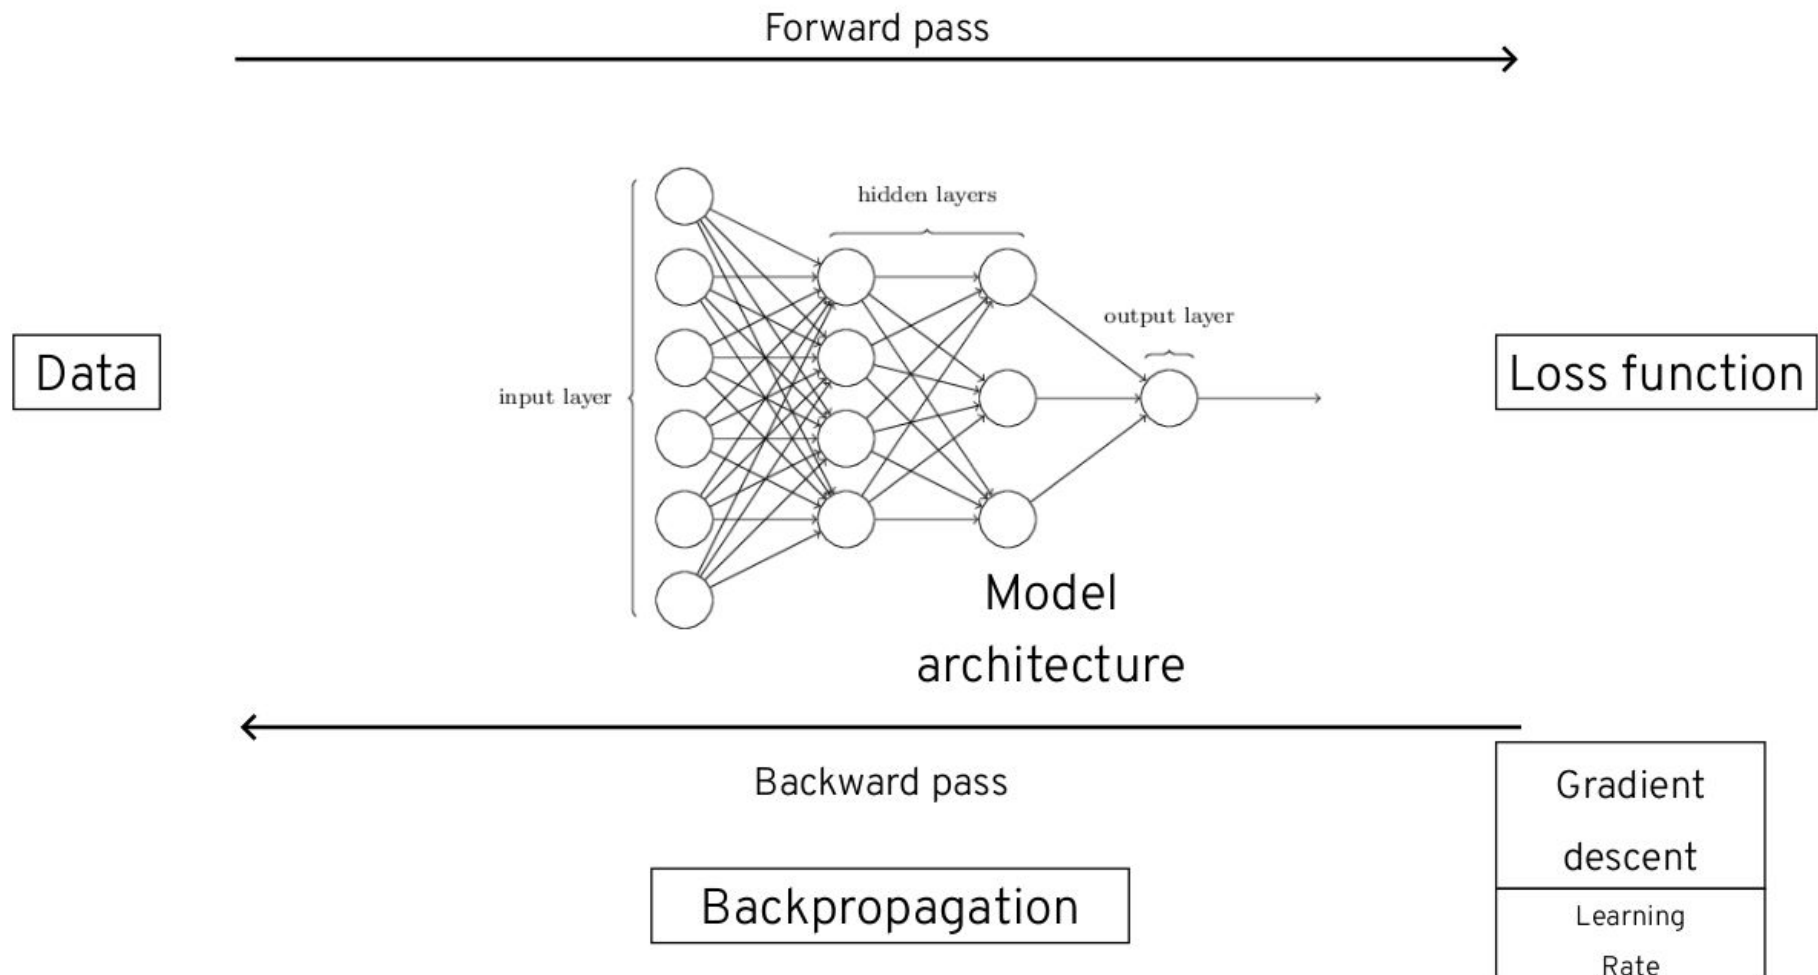 Forward pass
hidden layers
output layer
Data
Loss function
input layer
Model
architecture
Backward pass
Gradient
descent
Backpropagation
Learning
Rate